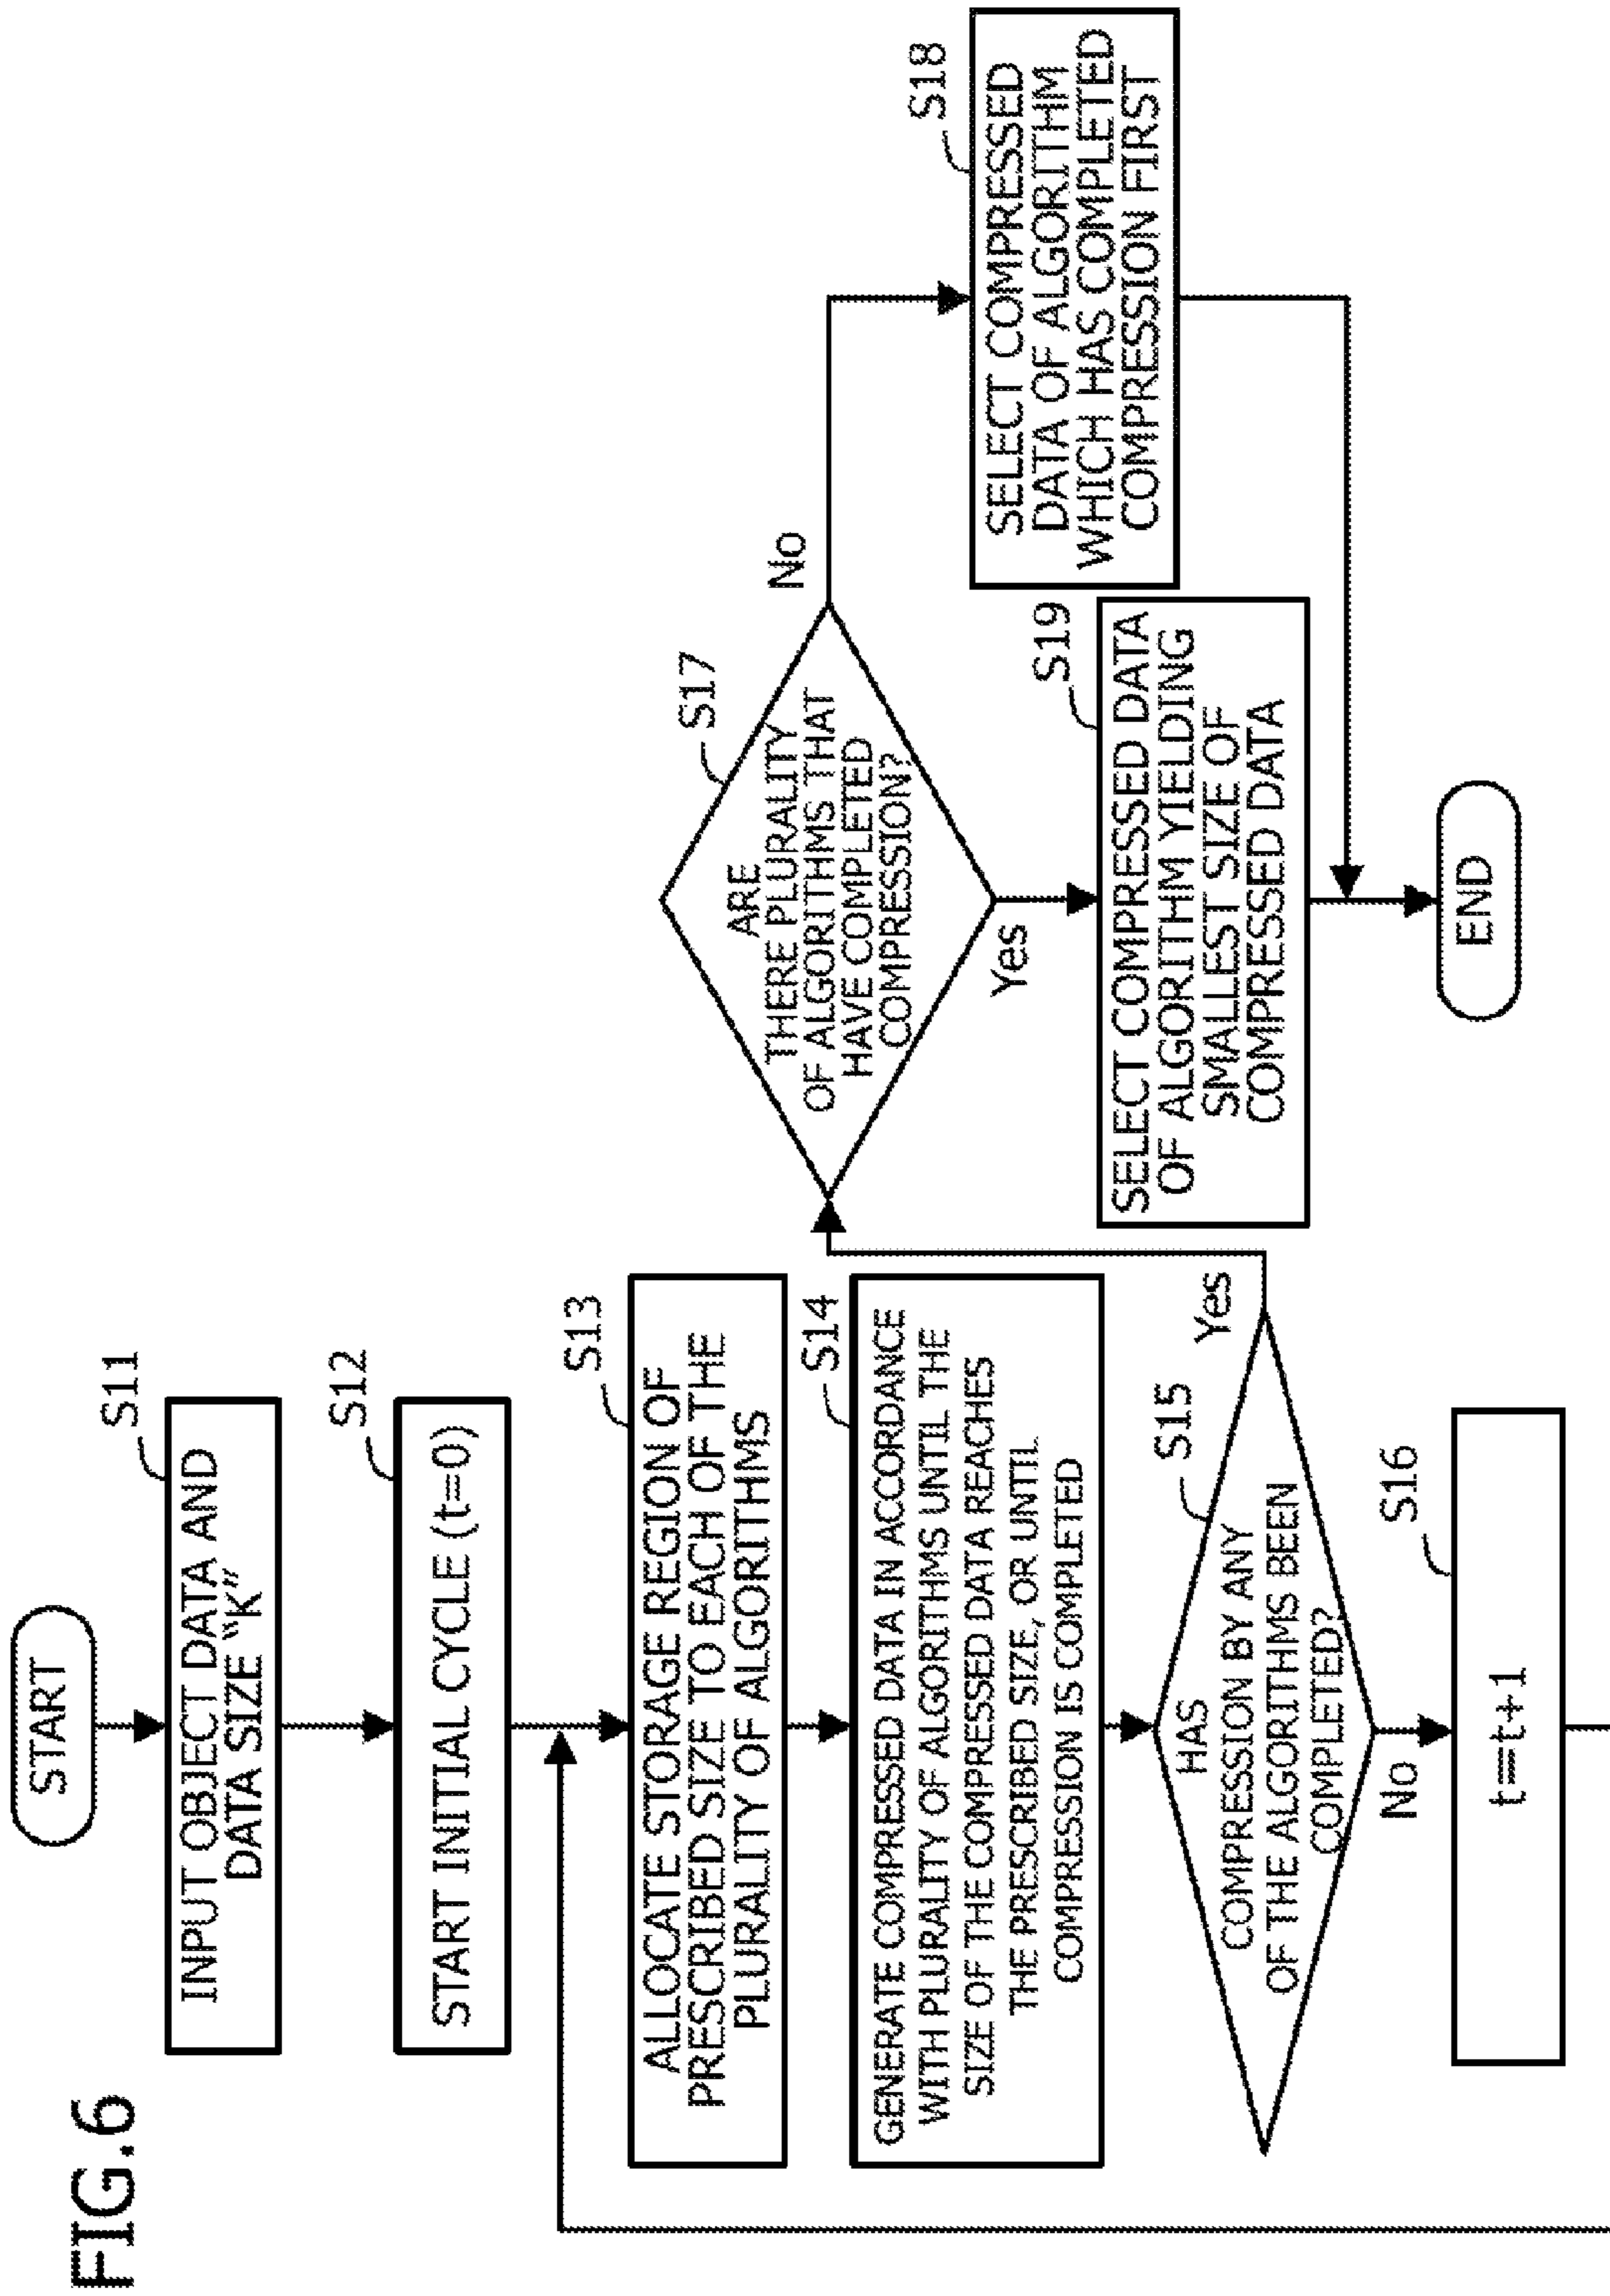 FIG.6
START
S11
INPUT OBJECT DATA AND
DATA SIZE “K”
S12
START INITIAL CYCLE (t=0)
S13
ALLOCATE STORAGE REGION OF
PRESCRIBED SIZE TO EACH OF THE
PLURALITY OF ALGORITHMS
S14
GENERATE COMPRESSED DATA IN ACCORDANCE
WITH PLURALITY OF ALGORITHMS UNTIL THE
SIZE OF THE COMPRESSED DATA REACHES
THE PRESCRIBED SIZE, OR UNTIL
COMPRESSION IS COMPLETED
S15
HAS
COMPRESSION BY ANY
OF THE ALGORITHMS BEEN
COMPLETED?
Yes
No
S16
t=t+1
S17
ARE
THERE PLURALITY
OF ALGORITHMS THAT
HAVE COMPLETED
COMPRESSION?
No
Yes
S18
SELECT COMPRESSED
DATA OF ALGORITHM
WHICH HAS COMPLETED
COMPRESSION FIRST
S19
SELECT COMPRESSED DATA
OF ALGORITHM YIELDING
SMALLEST SIZE OF
COMPRESSED DATA
END